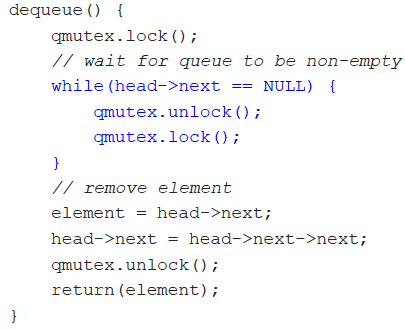 dequeue() {
    qmutex.lock();
    // wait for queue to be non-empty
    while(head->next == NULL) {
        qmutex.unlock();
        qmutex.lock();
    }
    // remove element
    element = head->next;
    head->next = head->next->next;
    qmutex.unlock();
    return(element);
}